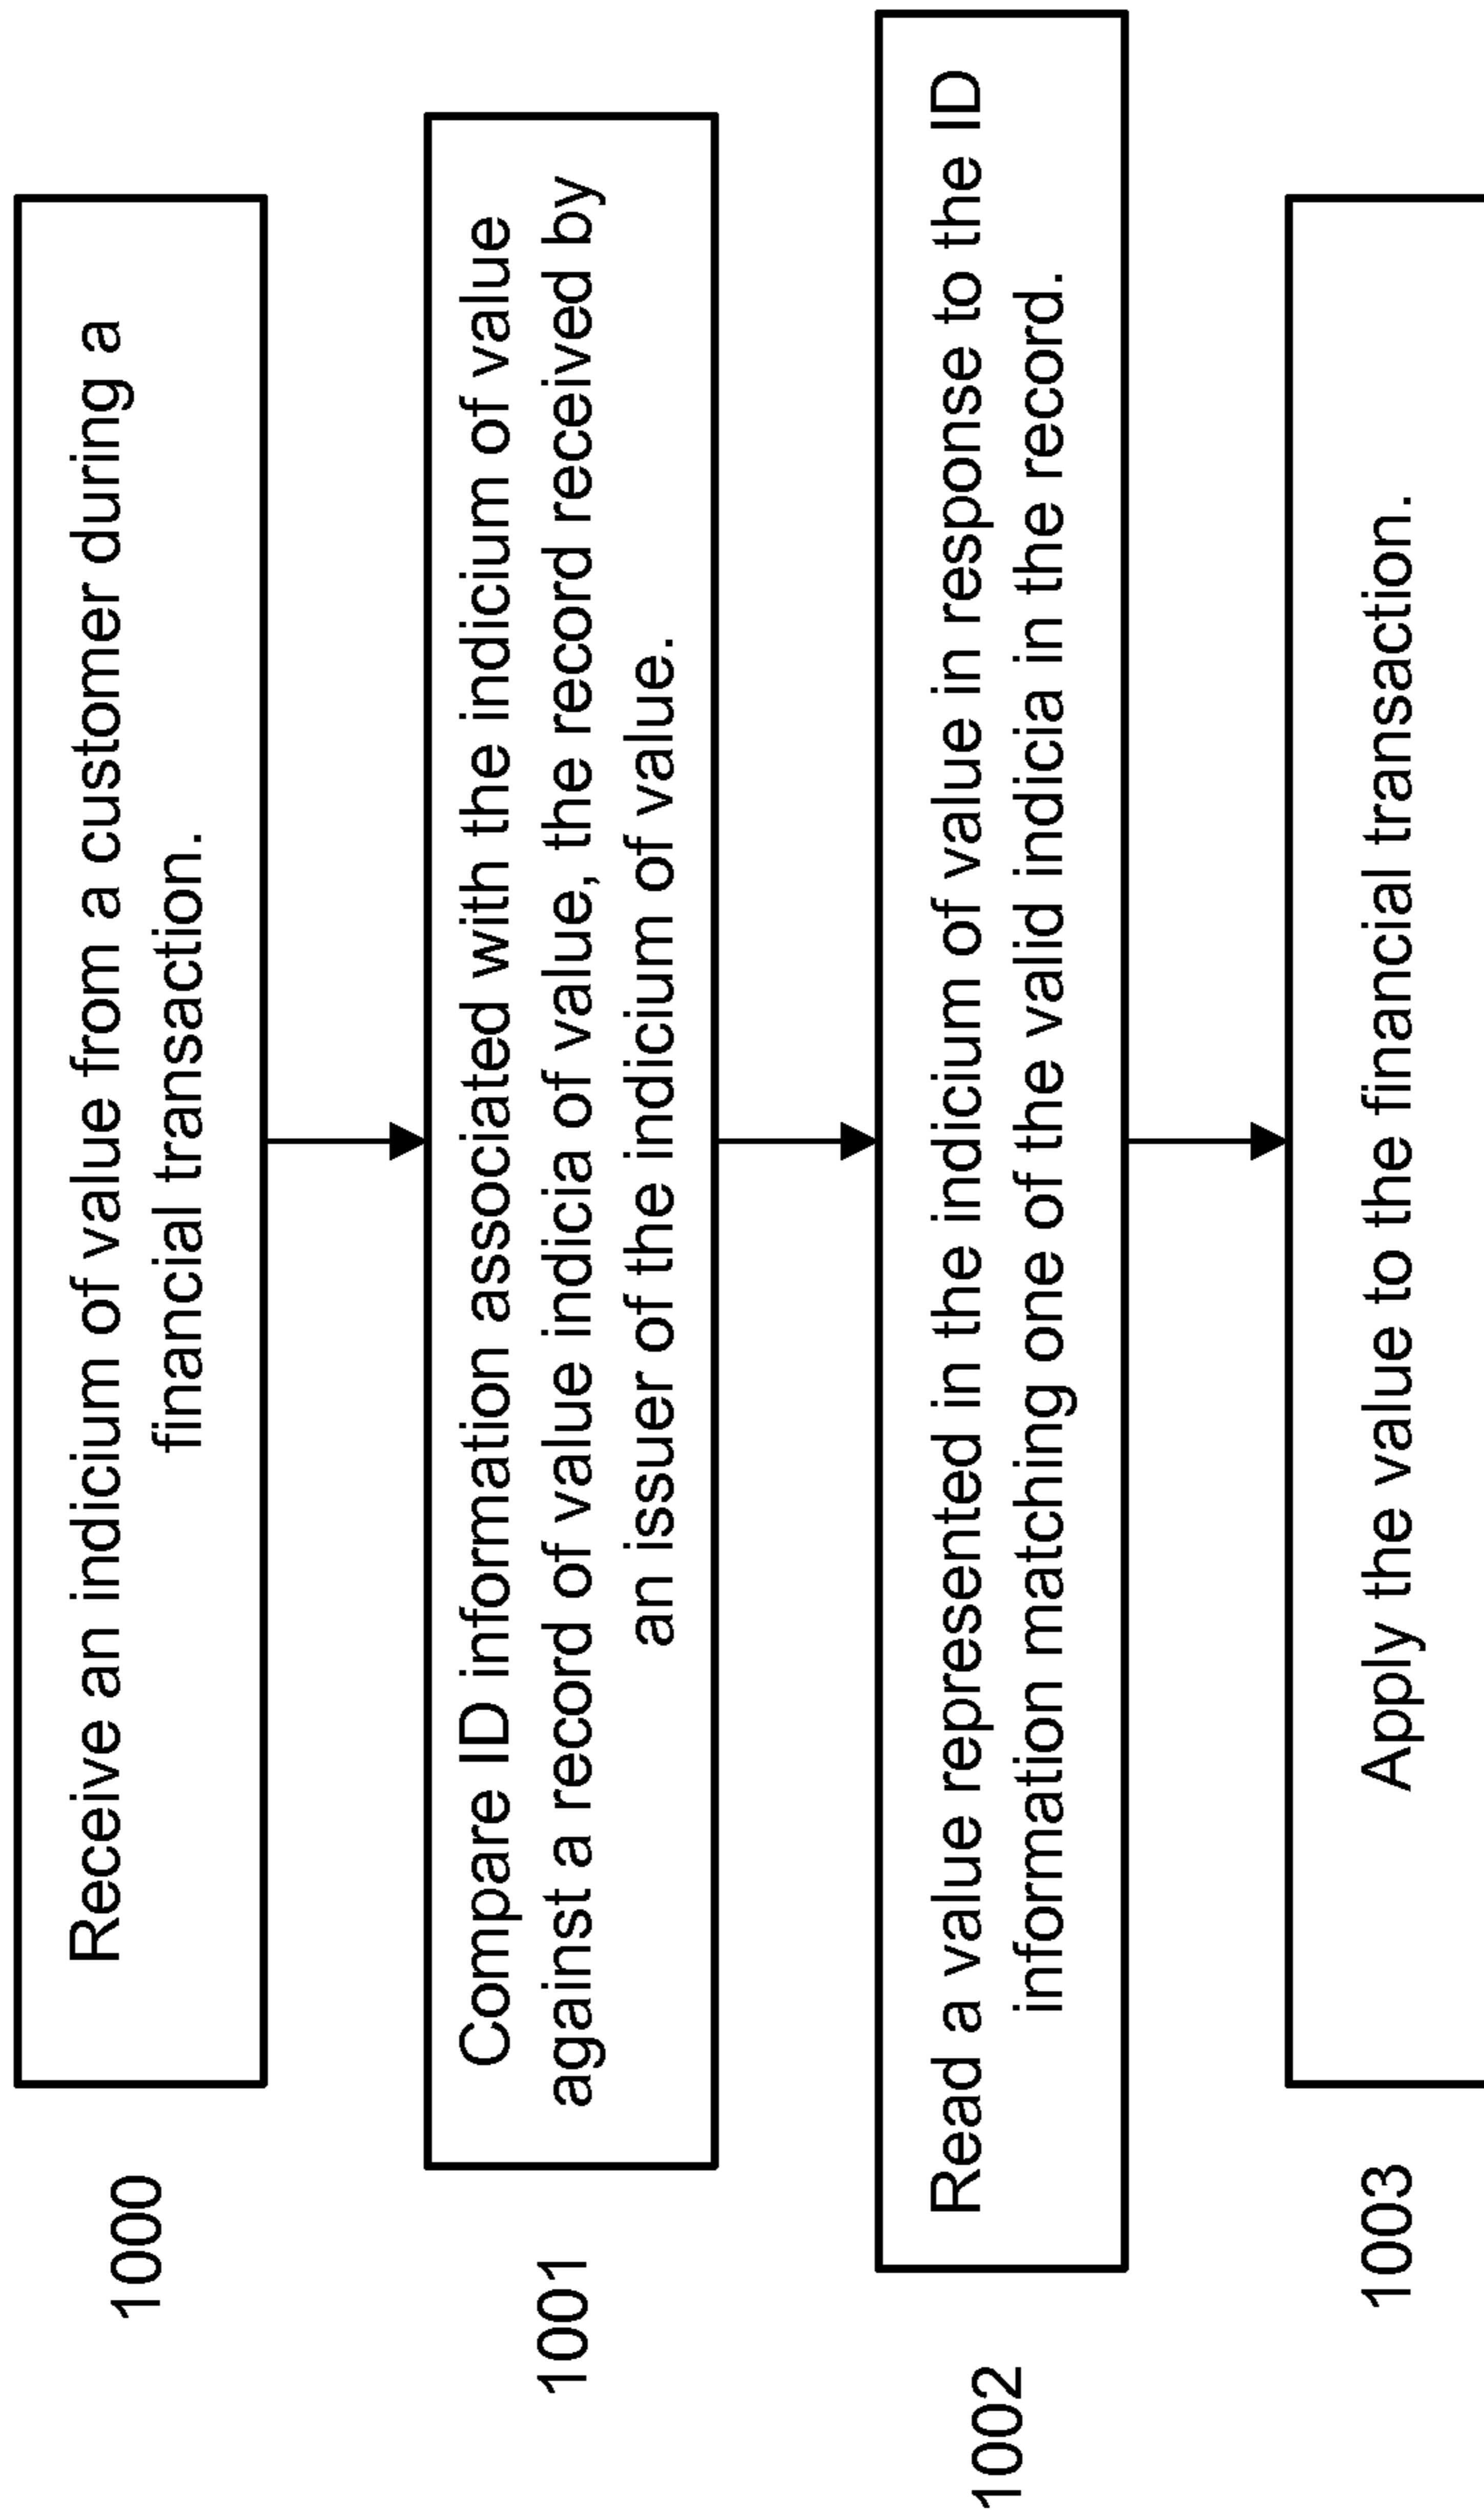 1000
Receive an indicium of value from a customer during a
financial transaction.
1001
Compare ID information associated with the indicium of value
against a record of value indicia of value, the record received by
an issuer of the indicium of value.
1002
Read a value represented in the indicium of value in response to the ID
information matching one of the valid indicia in the record.
1003
Apply the value to the financial transaction.